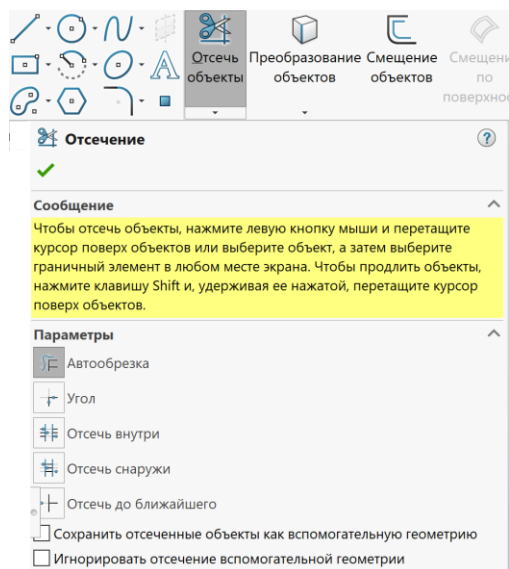 Отсечь объекты
Преобразование объектов
Смещение объектов
Смещени
по
поверхнос
Отсечение
Сообщение
Чтобы отсечь объекты, нажмите левую кнопку мыши и перетащите
курсор поверх объектов или выберите объект, а затем выберите
граничный элемент в любом месте экрана. Чтобы продлить объекты,
нажмите клавишу Shift и, удерживая ее нажатой, перетащите курсор
поверх объектов.
Параметры
Автообрезка
Угол
Отсечь внутри
Отсечь снаружи
Отсечь до ближайшего
Сохранить отсеченные объекты как вспомогательную геометрию
Игнорировать отсечение вспомогательной геометрии